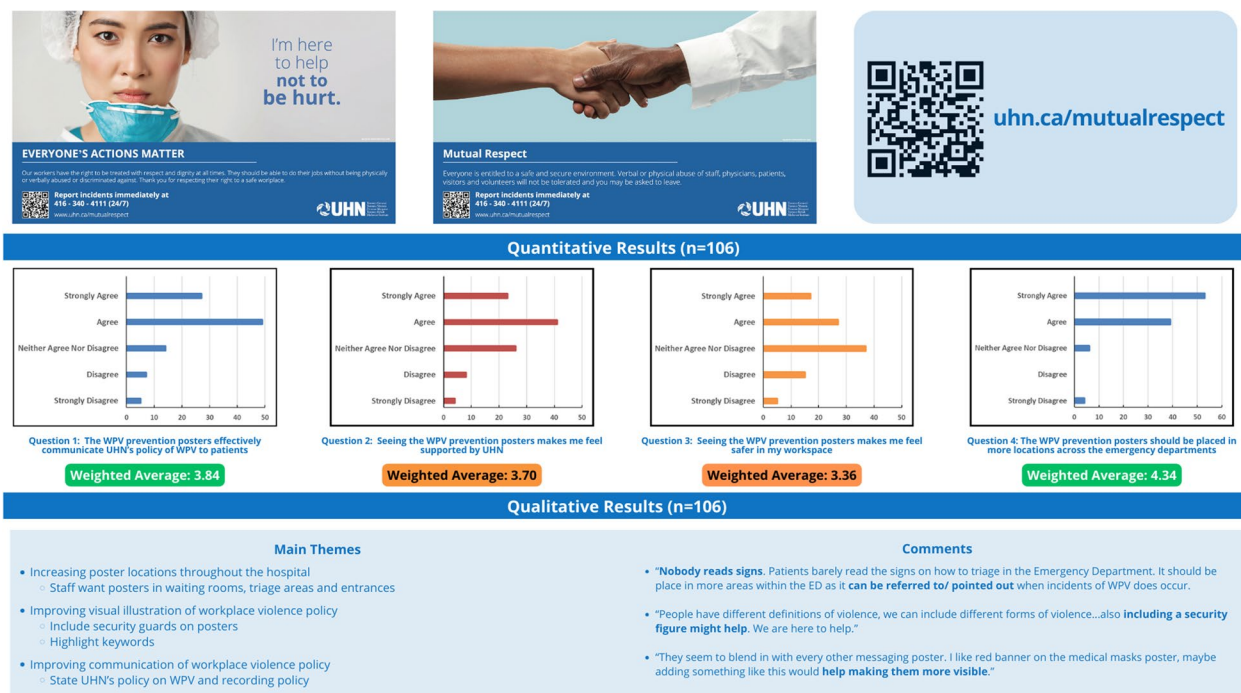 I'm here
to help
not to
be hurt.
EVERYONE'S ACTIONS MATTER
Our workers have the right to be treated with respect and dignity at all times. They should be able to do their jobs without being physically
or verbally abused or discriminated against. Thank you for respecting their right to a safe workplace.
Report incidents immediately at
416 - 340 - 4111 (24/7)
www.uhn.ca/mutualrespect
UHN
Mutual Respect
Everyone is entitled to a safe and secure environment. Verbal or physical abuse of staff, physicians, patients,
visitors and volunteers will not be tolerated and you may be asked to leave.
Report incidents immediately at
416 - 340 - 4111 (24/7)
www.uhn.ca/mutualrespect
UHN
uhn.ca/mutualrespect
Quantitative Results (n=106)
Strongly Agree
Agree
Neither Agree Nor Disagree
Disagree
Strongly Disagree
0 10 20 30 40 50
Question 1: The WPV prevention posters effectively
communicate UHN's policy of WPV to patients
Weighted Average: 3.84
Strongly Agree
Agree
Neither Agree Nor Disagree
Disagree
Strongly Disagree
0 10 20 30 40 50
Question 2: Seeing the WPV prevention posters makes me feel
supported by UHN
Weighted Average: 3.70
Strongly Agree
Agree
Neither Agree Nor Disagree
Disagree
Strongly Disagree
0 10 20 30 40 50
Question 3: Seeing the WPV prevention posters makes me feel
safer in my workspace
Weighted Average: 3.36
Strongly Agree
Agree
Neither Agree Nor Disagree
Disagree
Strongly Disagree
0 10 20 30 40 50 60
Question 4: The WPV prevention posters should be placed in
more locations across the emergency departments
Weighted Average: 4.34
Qualitative Results (n=106)
Main Themes
• Increasing poster locations throughout the hospital
○ Staff want posters in waiting rooms, triage areas and entrances
• Improving visual illustration of workplace violence policy
○ Include security guards on posters
○ Highlight keywords
• Improving communication of workplace violence policy
○ State UHN's policy on WPV and recording policy
Comments
• "Nobody reads signs. Patients barely read the signs on how to triage in the Emergency Department. It should be
place in more areas within the ED as it can be referred to/ pointed out when incidents of WPV does occur.
• "People have different definitions of violence, we can include different forms of violence...also including a security
figure might help. We are here to help."
• "They seem to blend in with every other messaging poster. I like red banner on the medical masks poster, maybe
adding something like this would help making them more visible."